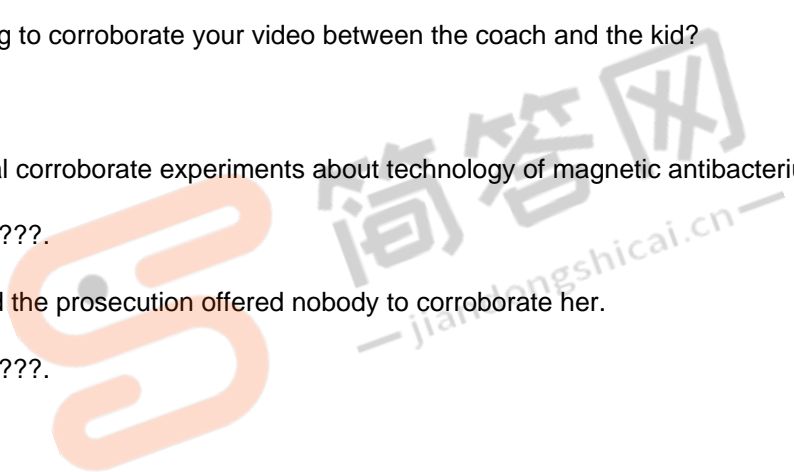 g to corroborate your video between the coach and the kid?
简答网
jiandongshicai.cn
l corroborate experiments about technology of magnetic antibacteri
???.
the prosecution offered nobody to corroborate her.
???.